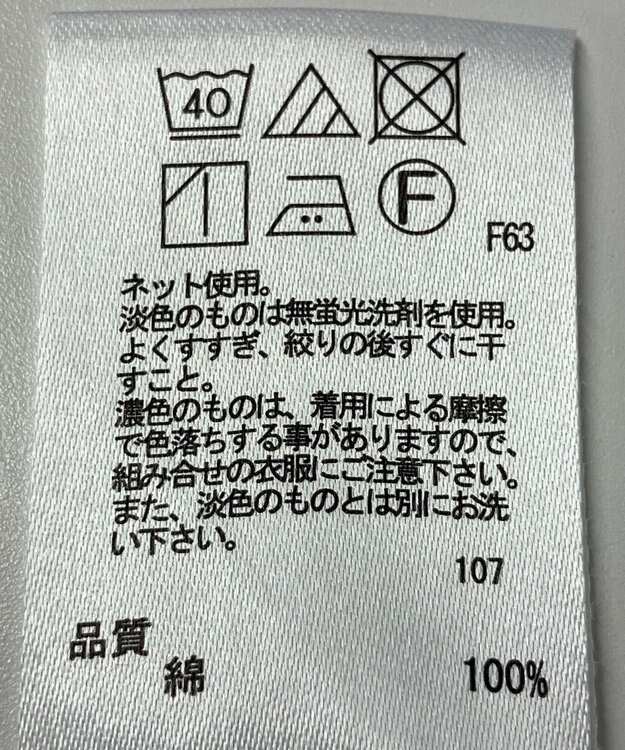 40
F
F63
ネット使用。
淡色のものは無蛍光洗剤を使用。
よくすすぎ、絞りの後すぐに干
すこと。
濃色のものは、着用による摩擦
で色落ちする事がありますので、
組み合せの衣服にご注意下さい。
また、淡色のものとは別にお洗
い下さい。
107
品質
綿 100%